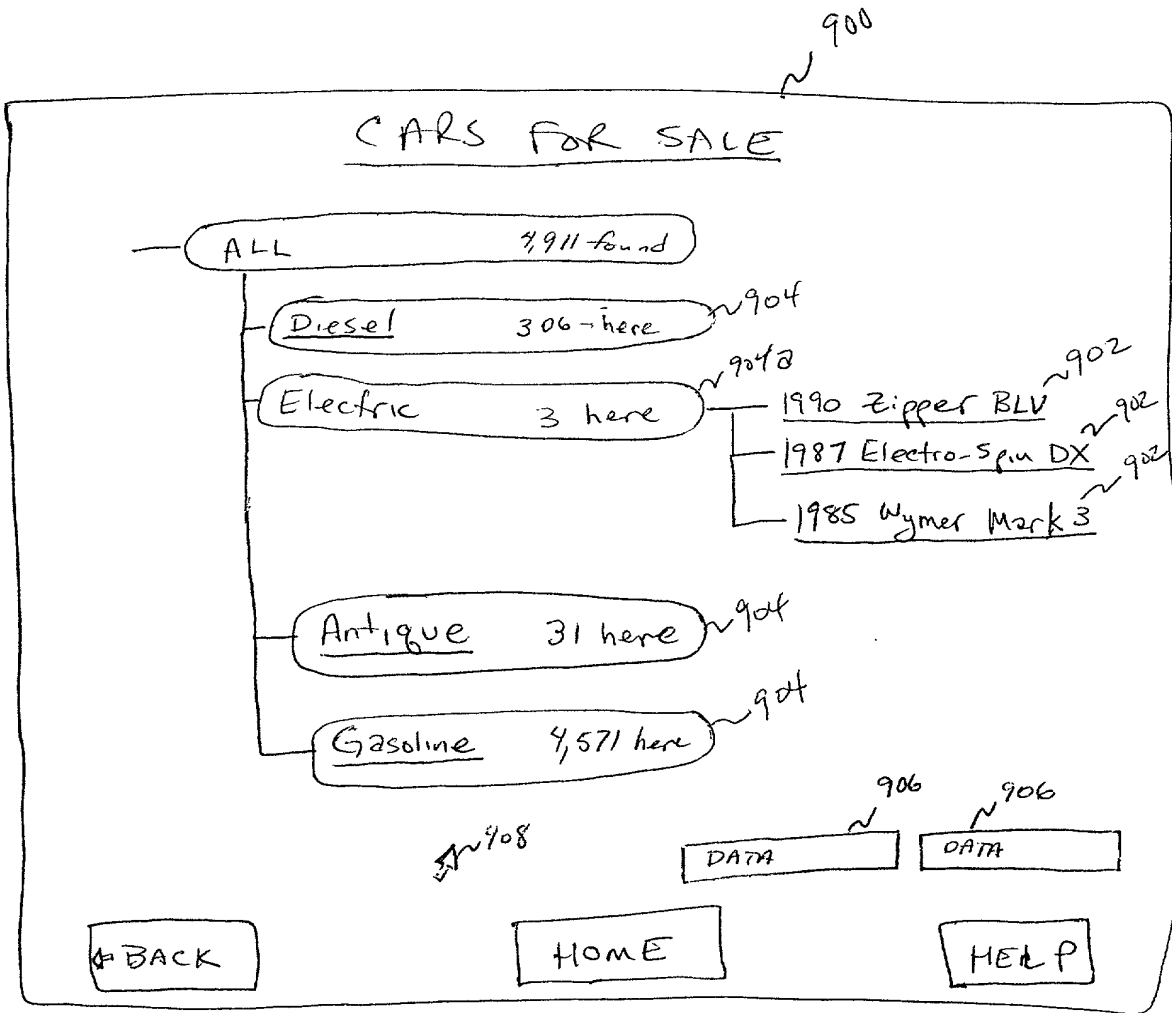 900
CARS FOR SALE
ALL 4,911 found
Diesel 306 here 904
Electric 3 here 904a
1990 Zipper BLV 902
1987 Electro-Spin DX 902
1985 Wymer Mark 3 902
Antique 31 here 904
Gasoline 4,571 here 904
408
DATA 906
DATA 906
BACK
HOME
HELP